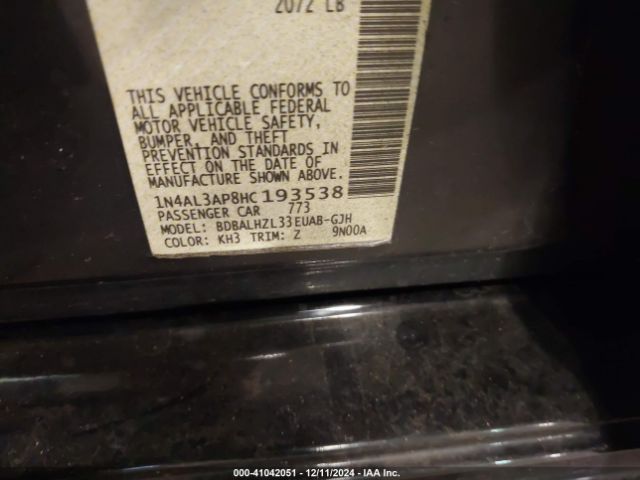 2072 LB
THIS VEHICLE CONFORMS TO
ALL APPLICABLE FEDERAL
MOTOR VEHICLE SAFETY,
BUMPER, AND THEFT
PREVENTION STANDARDS IN
EFFECT ON THE DATE OF
MANUFACTURE SHOWN ABOVE.
1N4AL3AP8HC193538
PASSENGER CAR 773
MODEL: BDBALHZL33EUAB-GJH
COLOR: KH3 TRIM: Z 9N00A
000-41042051 - 12/11/2024 - IAA Inc.